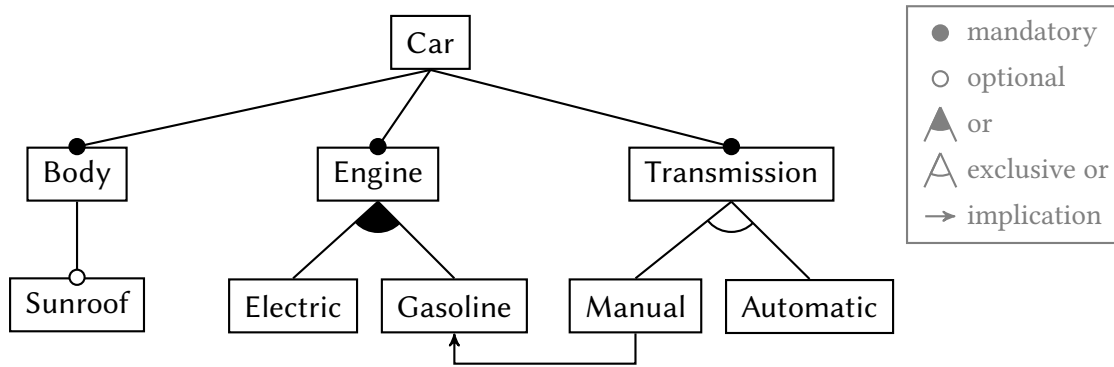 Car
mandatory
optional
or
exclusive or
implication
Body
Engine
Transmission
Sunroof
Electric
Gasoline
Manual
Automatic